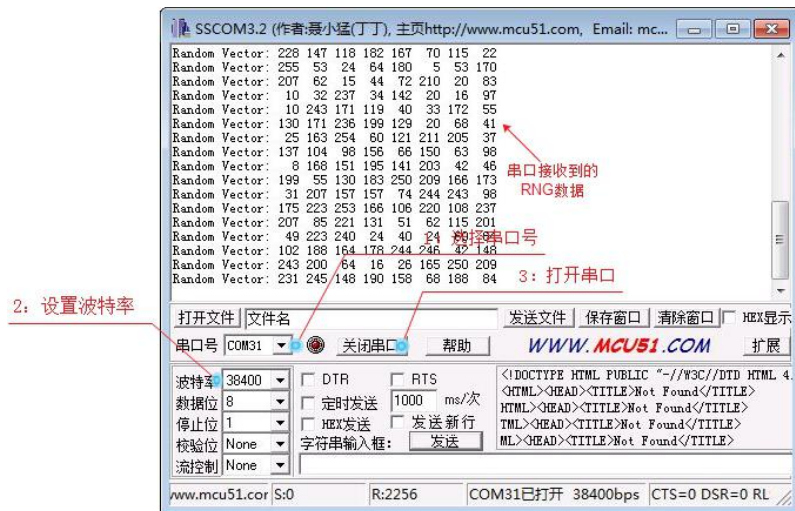 SSCOM3.2 (作者:聂小猛(丁丁), 主页http://www.mcu51.com, Email: mc...
Random Vector: 228 147 118 182 167 70 115 22
Random Vector: 255 53 24 64 180 5 53 170
Random Vector: 207 62 15 44 72 210 20 83
Random Vector: 10 32 237 34 142 20 16 97
Random Vector: 10 243 171 119 40 33 172 55
Random Vector: 130 171 236 199 129 20 68 41
Random Vector: 25 163 254 60 121 211 205 37
Random Vector: 137 104 98 156 66 150 63 98
Random Vector: 8 168 151 195 141 203 42 46
Random Vector: 199 55 130 183 250 209 166 173
Random Vector: 31 207 157 157 74 244 243 98
Random Vector: 175 223 253 166 106 220 108 237
Random Vector: 207 85 221 131 51 62 115 201
Random Vector: 49 223 240 24 40 24
Random Vector: 102 188 164 178 244 246 42 148
Random Vector: 243 200 64 16 26 165 250 209
Random Vector: 231 245 148 190 158 68 188 84
串口接收到的
RNG数据
1：选择串口号
3：打开串口
2：设置波特率
打开文件 文件名 发送文件 保存窗口 清除窗口 HEX显示
串口号 COM31 关闭串口 帮助 WWW.MCU51.COM 扩展
波特率 38400 DTR RTS
数据位 8 定时发送 1000 ms/次
停止位 1 HEX发送 发送新行
校验位 None 字符串输入框: 发送
流控制 None
<!DOCTYPE HTML PUBLIC "-//W3C//DTD HTML 4.
<HTML><HEAD><TITLE>Not Found</TITLE>
HTML><HEAD><TITLE>Not Found</TITLE>
TML><HEAD><TITLE>Not Found</TITLE>
ML><HEAD><TITLE>Not Found</TITLE>
www.mcu51.cor S:0 R:2256 COM31已打开 38400bps CTS=0 DSR=0 RL